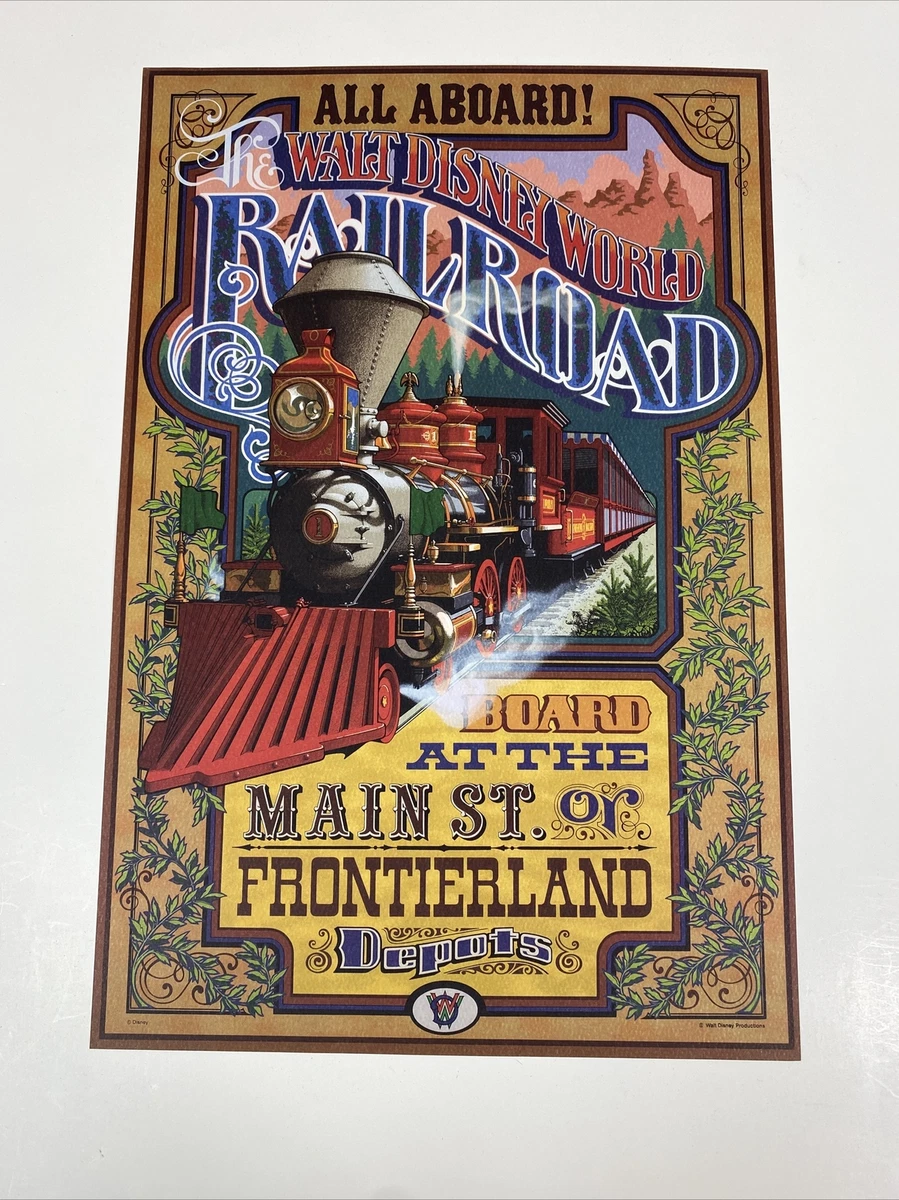 ALL ABOARD!
The WALT DISNEY WORLD
RAILROAD
BOARD
AT THE
MAIN ST. or
FRONTIERLAND
Depots
© Disney
© Walt Disney Productions